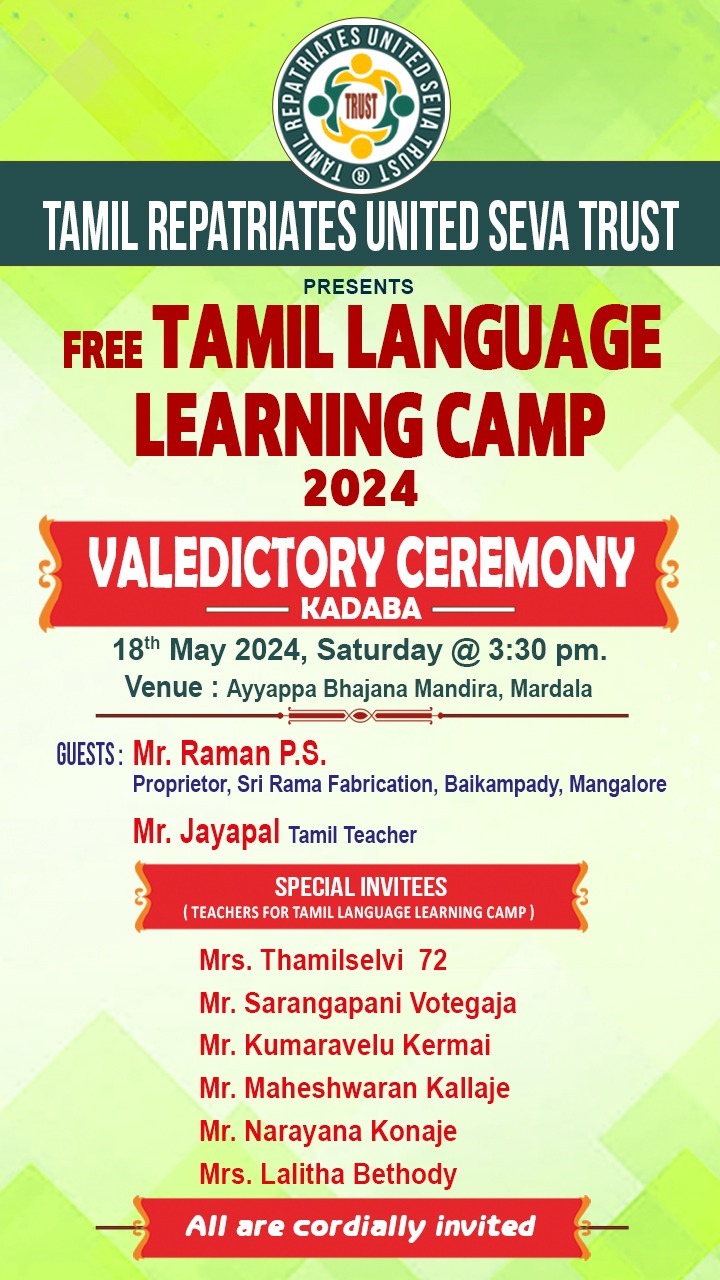 TAMIL REPATRIATES UNITED SEVA TRUST ®
TRUST
TAMIL REPATRIATES UNITED SEVA TRUST
PRESENTS
FREE TAMIL LANGUAGE
LEARNING CAMP
2024
VALEDICTORY CEREMONY
KADABA
18th May 2024, Saturday @ 3:30 pm.
Venue : Ayyappa Bhajana Mandira, Mardala
GUESTS : Mr. Raman P.S.
Proprietor, Sri Rama Fabrication, Baikampady, Mangalore
Mr. Jayapal Tamil Teacher
SPECIAL INVITEES
( TEACHERS FOR TAMIL LANGUAGE LEARNING CAMP )
Mrs. Thamilselvi 72
Mr. Sarangapani Votegaja
Mr. Kumaravelu Kermai
Mr. Maheshwaran Kallaje
Mr. Narayana Konaje
Mrs. Lalitha Bethody
All are cordially invited